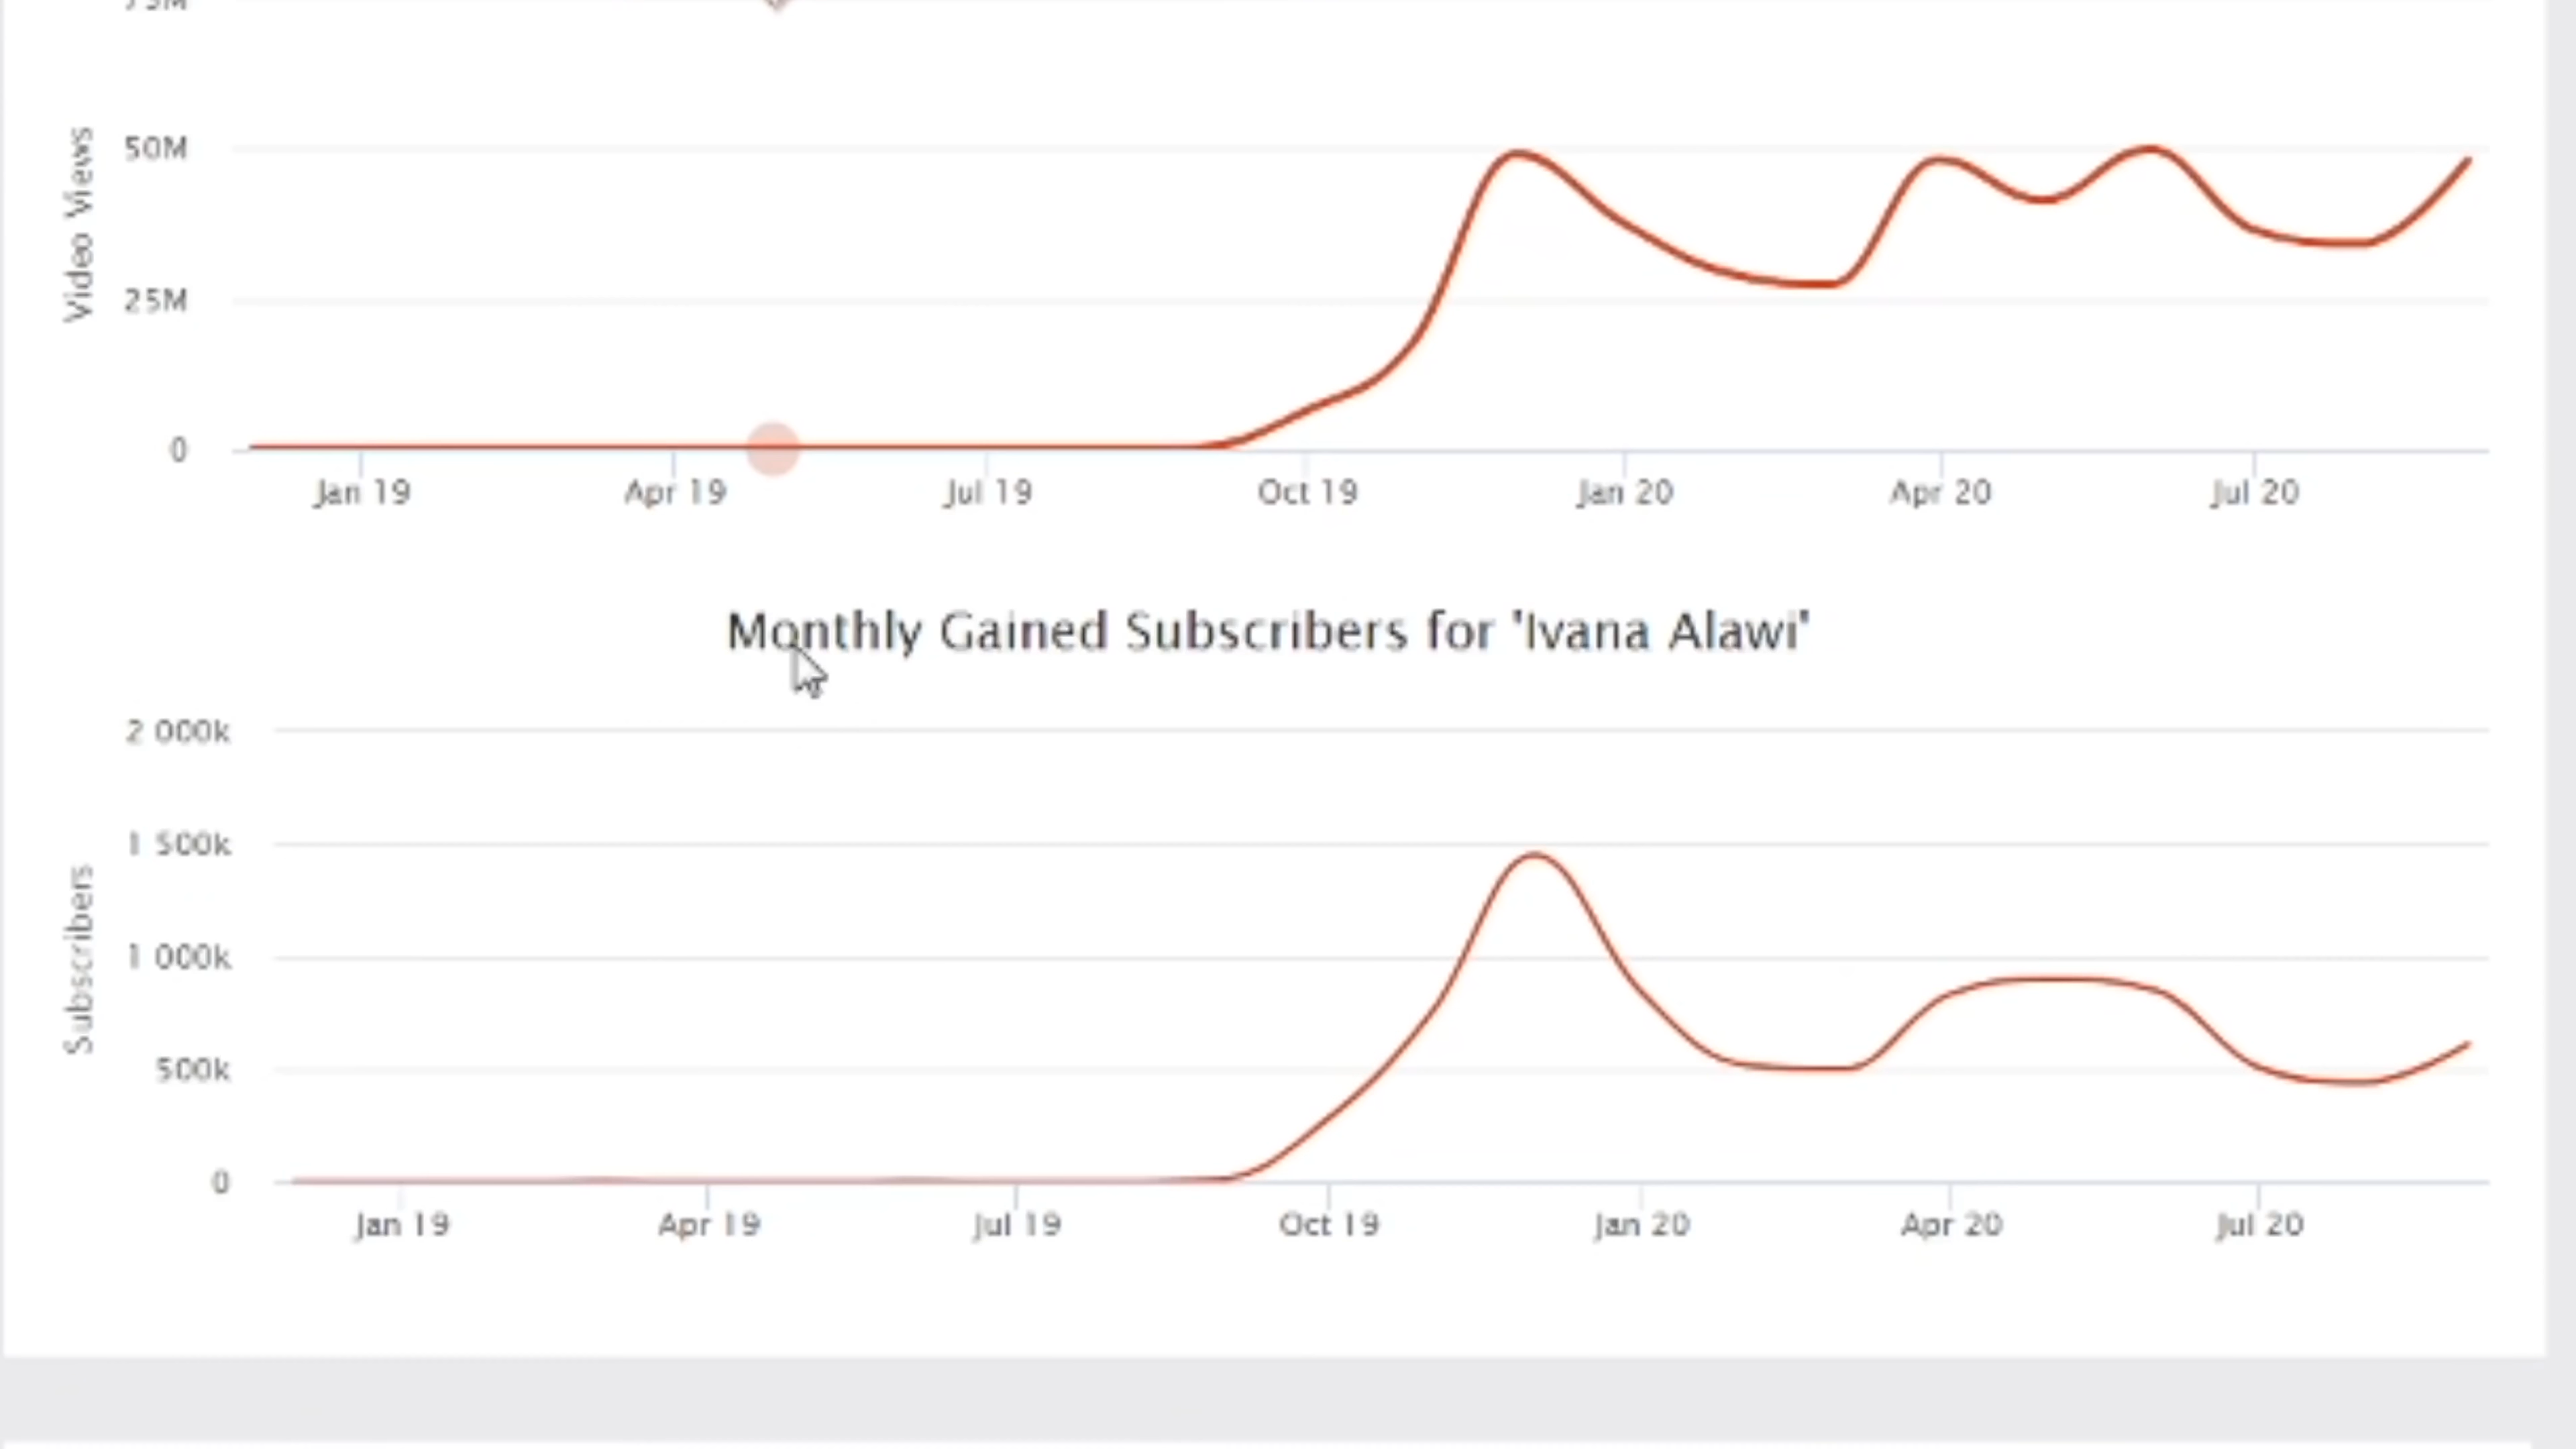 75M
50M
25M
0
Video Views
Jan 19 Apr 19 Jul 19 Oct 19 Jan 20 Apr 20 Jul 20
Monthly Gained Subscribers for 'Ivana Alawi'
2 000k
1 500k
1 000k
500k
0
Subscribers
Jan 19 Apr 19 Jul 19 Oct 19 Jan 20 Apr 20 Jul 20